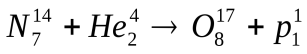 N₇¹⁴ + He₂⁴ → O₈¹⁷ + p₁¹